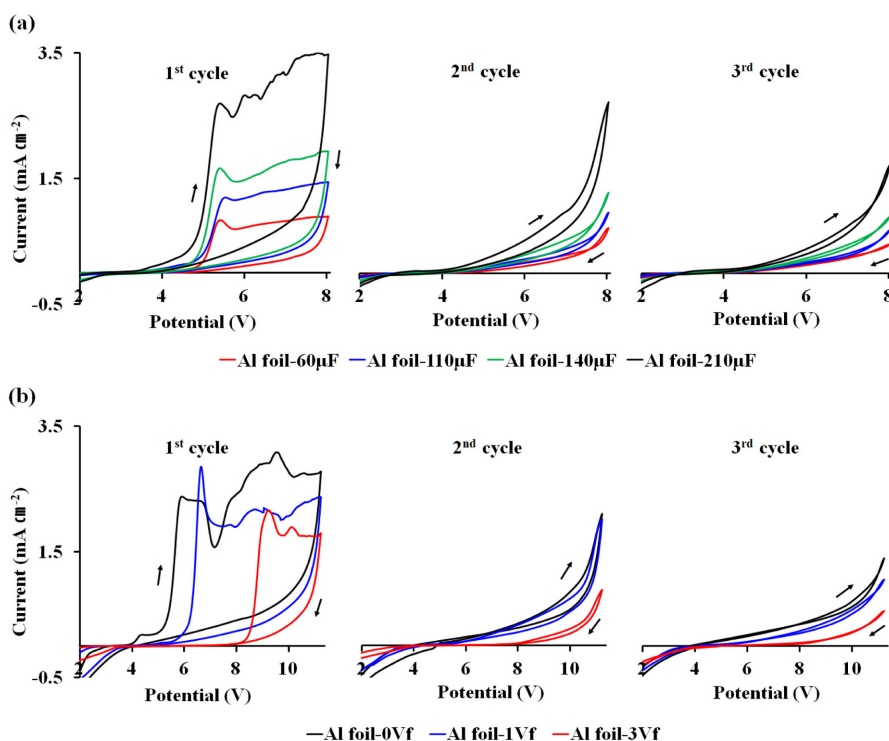 (a)
3.5
1.5
-0.5
Current (mA cm⁻²)
1st cycle
2nd cycle
3rd cycle
2 4 6 8
2 4 6 8
2 4 6 8
Potential (V)
Potential (V)
Potential (V)
Al foil-60μF Al foil-110μF Al foil-140μF Al foil-210μF
(b)
3.5
1.5
-0.5
Current (mA cm⁻²)
1st cycle
2nd cycle
3rd cycle
2 4 6 8 10
2 4 6 8 10
2 4 6 8 10
Potential (V)
Potential (V)
Potential (V)
Al foil-0Vf Al foil-1Vf Al foil-3Vf